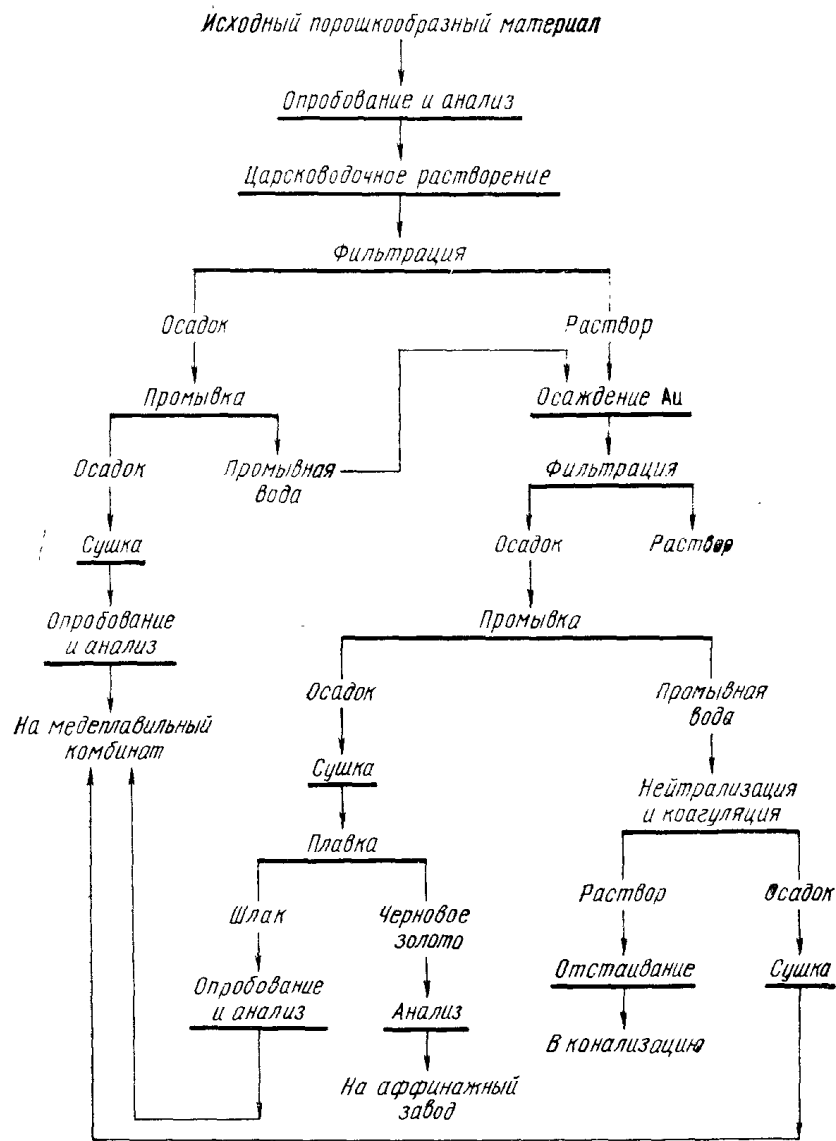 Исходный порошкообразный материал
Опробование и анализ
Царсководочное растворение
Фильтрация
Осадок
Раствор
Промывка
Осаждение Au
Осадок
Промывная
вода
Фильтрация
Сушка
Осадок
Раствор
Опробование
и анализ
Промывка
На медеплавильный
комбинат
Осадок
Промывная
вода
Сушка
Нейтрализация
и коагуляция
Плавка
Шлак
Черновое
золото
Раствор
Осадок
Опробование
и анализ
Анализ
Отстаивание
Сушка
В конализацию
На аффинажный
завод